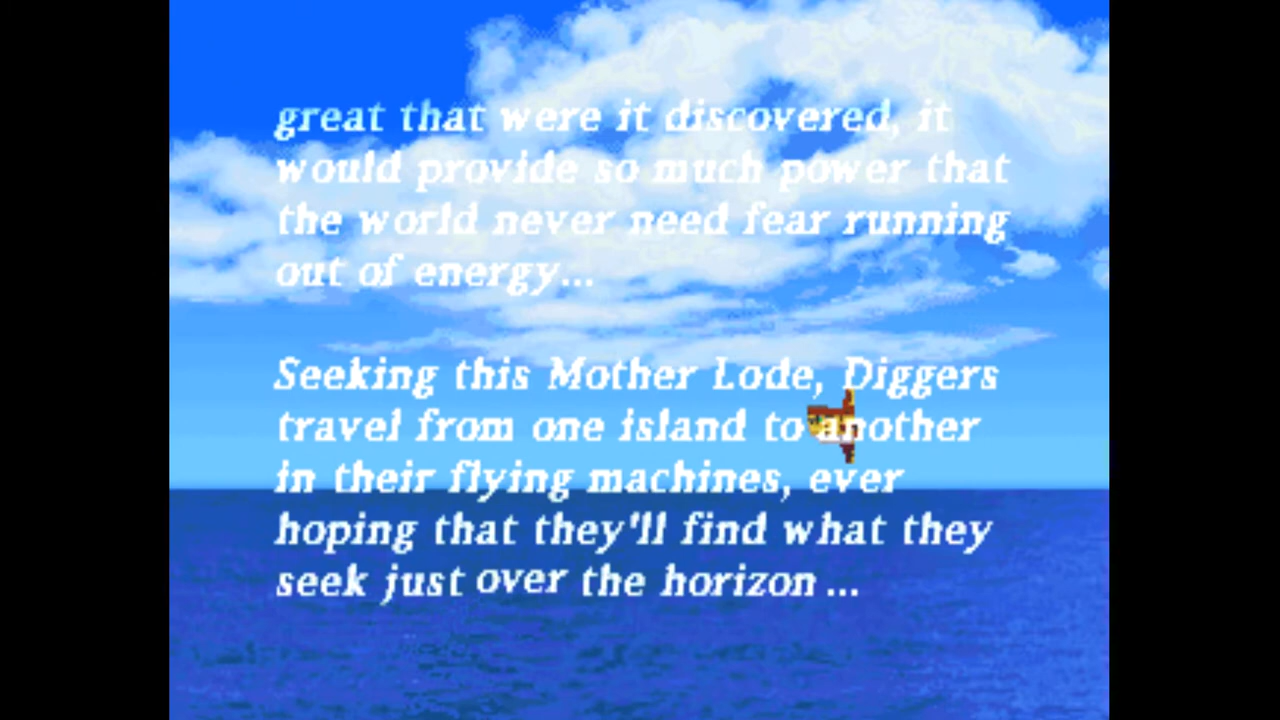 great that were it discovered, it
would provide so much power that
the world never need fear running
out of energy...
Seeking this Mother Lode, Diggers
travel from one island to another
in their flying machines, ever
hoping that they'll find what they
seek just over the horizon ...